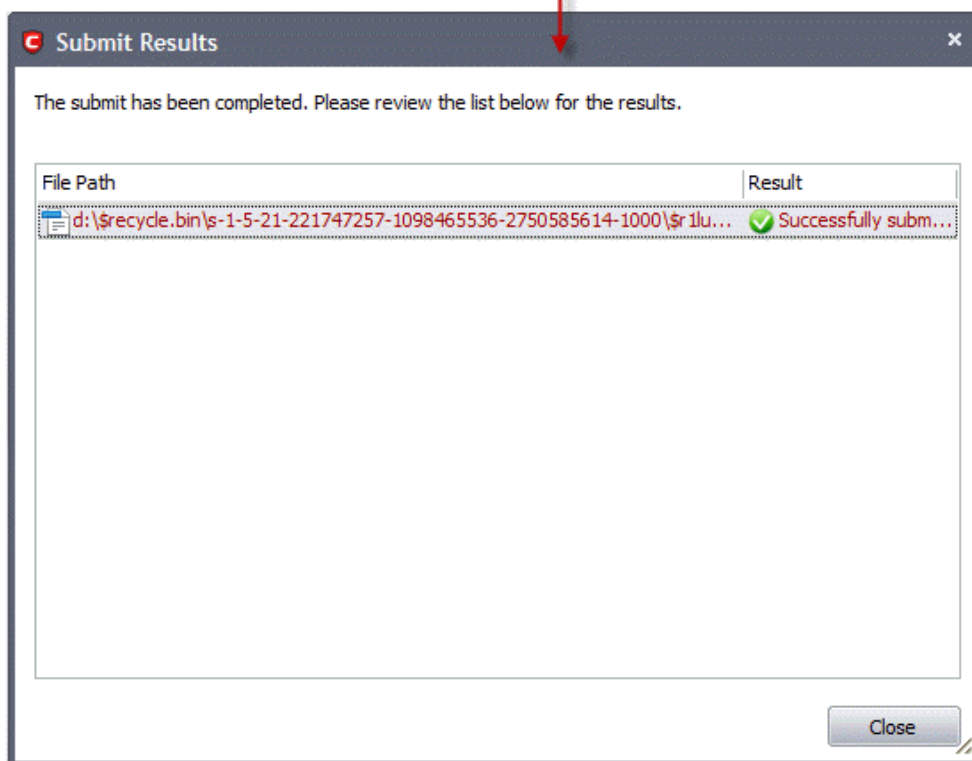 Submit Results
The submit has been completed. Please review the list below for the results.
File Path Result
d:\$recycle.bin\s-1-5-21-221747257-1098465536-2750585614-1000\$r1lu... Successfully subm...
Close